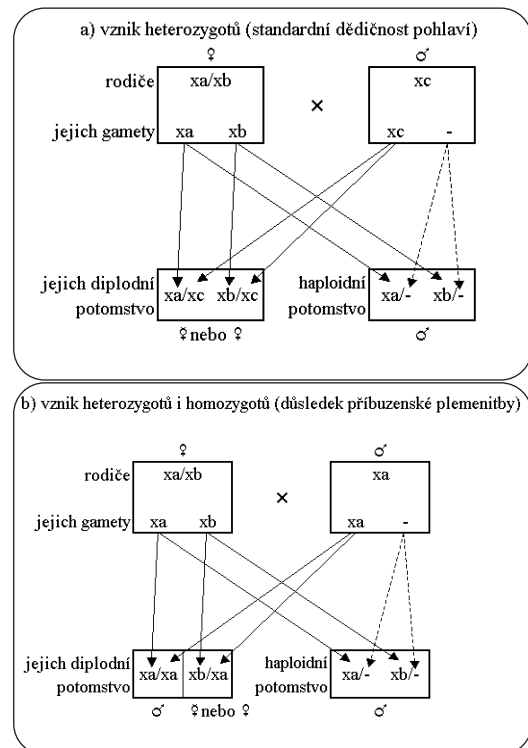 a) vznik heterozygotů (standardní dědičnost pohlaví)
♀ ♂
rodiče xa/xb xc
×
jejich gamety xa xb xc -
jejich diplodní haploidní
xa/xc xb/xc xa/- xb/-
potomstvo potomstvo
☿ nebo ♀ ♂
b) vznik heterozygotů i homozygotů (důsledek příbuzenské plemenitby)
♀ ♂
rodiče xa/xb xa
×
jejich gamety xa xb xa -
jejich diplodní haploidní
xa/xa xb/xa xa/- xb/-
potomstvo potomstvo
♂ ☿ nebo ♀ ♂